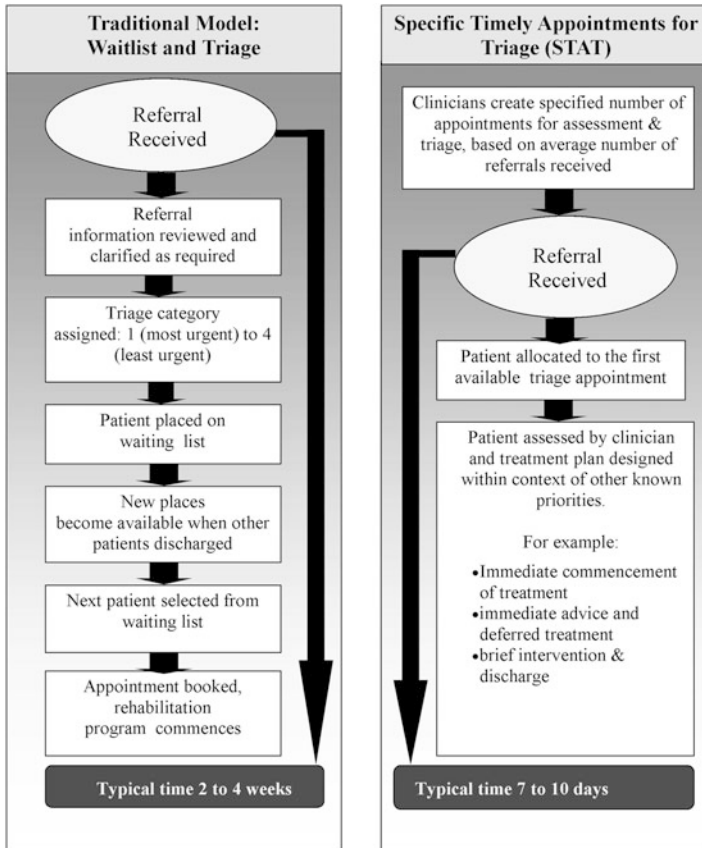 Traditional Model:
Waitlist and Triage
Referral
Received
Referral
information reviewed and
clarified as required
Triage category
assigned: 1 (most urgent) to 4
(least urgent)
Patient placed on
waiting list
New places
become available when other
patients discharged
Next patient selected from
waiting list
Appointment booked,
rehabilitation
program commences
Typical time 2 to 4 weeks
Specific Timely Appointments for
Triage (STAT)
Clinicians create specified number of
appointments for assessment &
triage, based on average number of
referrals received
Referral
Received
Patient allocated to the first
available triage appointment
Patient assessed by clinician
and treatment plan designed
within context of other known
priorities.
For example:
•Immediate commencement
of treatment
•immediate advice and
deferred treatment
•brief intervention &
discharge
Typical time 7 to 10 days